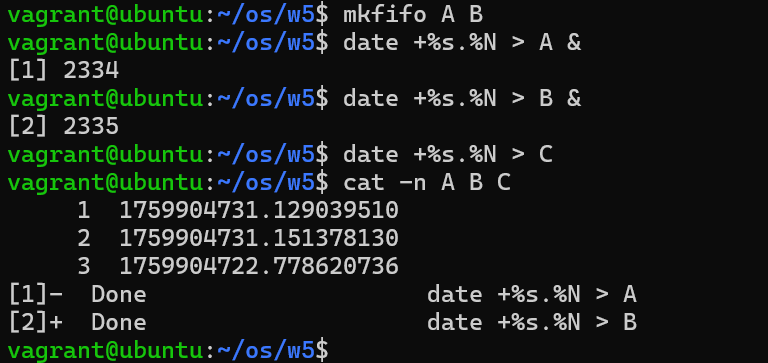 vagrant@ubuntu:~/os/w5$ mkfifo A B
vagrant@ubuntu:~/os/w5$ date +%s.%N > A &
[1] 2334
vagrant@ubuntu:~/os/w5$ date +%s.%N > B &
[2] 2335
vagrant@ubuntu:~/os/w5$ date +%s.%N > C
vagrant@ubuntu:~/os/w5$ cat -n A B C
     1  1759904731.129039510
     2  1759904731.151378130
     3  1759904722.778620736
[1]-  Done                    date +%s.%N > A
[2]+  Done                    date +%s.%N > B
vagrant@ubuntu:~/os/w5$